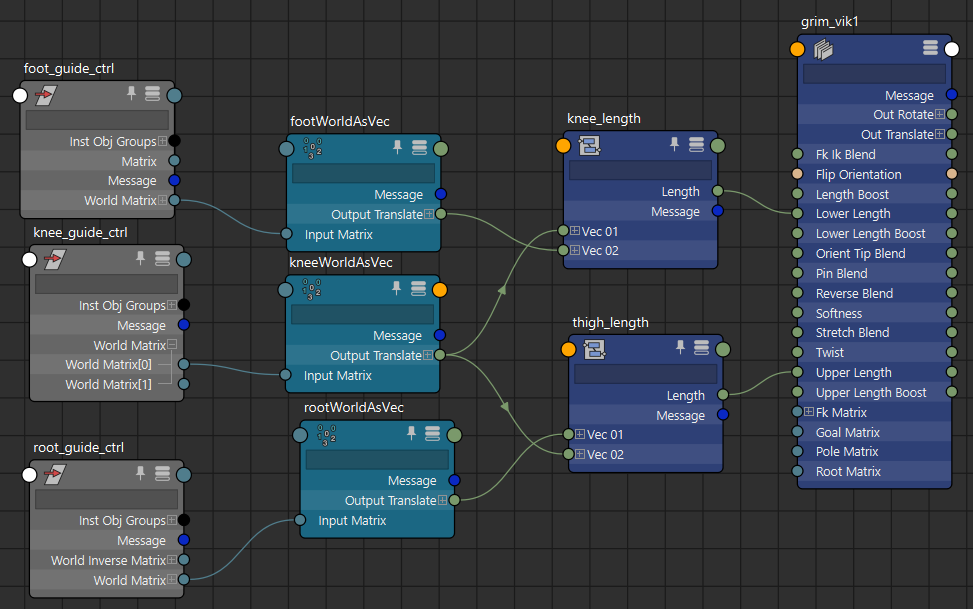 foot_guide_ctrl
Inst Obj Groups
Matrix
Message
World Matrix
knee_guide_ctrl
Inst Obj Groups
Message
World Matrix
World Matrix[0]
World Matrix[1]
root_guide_ctrl
Inst Obj Groups
Message
World Inverse Matrix
World Matrix
footWorldAsVec
Message
Output Translate
Input Matrix
kneeWorldAsVec
Message
Output Translate
Input Matrix
rootWorldAsVec
Message
Output Translate
Input Matrix
knee_length
Length
Message
Vec 01
Vec 02
thigh_length
Length
Message
Vec 01
Vec 02
grim_vik1
Message
Out Rotate
Out Translate
Fk Ik Blend
Flip Orientation
Length Boost
Lower Length
Lower Length Boost
Orient Tip Blend
Pin Blend
Reverse Blend
Softness
Stretch Blend
Twist
Upper Length
Upper Length Boost
Fk Matrix
Goal Matrix
Pole Matrix
Root Matrix